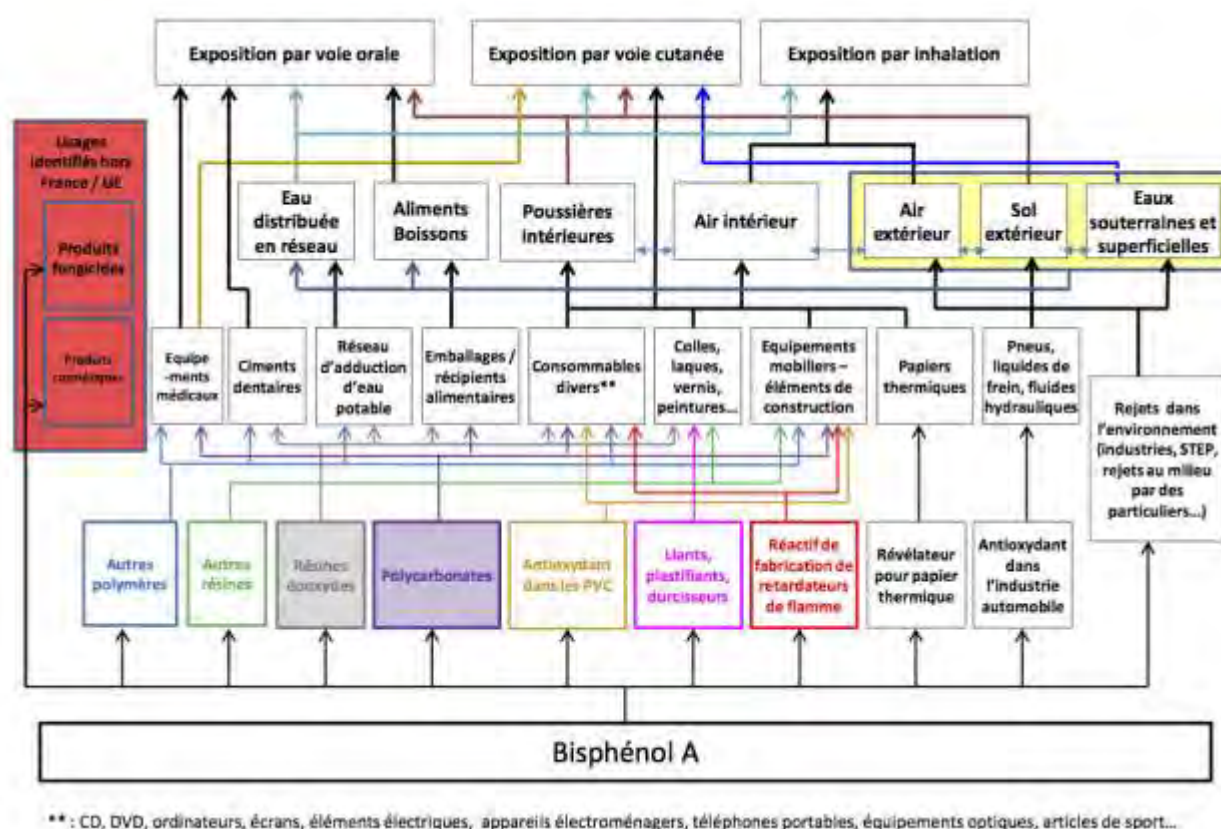 Exposition par voie orale
Exposition par voie cutanée
Exposition par inhalation
Usages
identifiés hors
France / UE
Produits
fongicides
Produits
cosmétiques
Eau
distribuée
en réseau
Aliments
Boissons
Poussières
intérieures
Air intérieur
Air
extérieur
Sol
extérieur
Eaux
souterraines et
superficielles
Equipe
-ments
médicaux
Ciments
dentaires
Réseau
d'adduction
d'eau
potable
Emballages /
récipients
alimentaires
Consommables
divers**
Colles,
laques,
vernis,
peintures...
Equipements
mobiliers –
éléments de
construction
Papiers
thermiques
Pneus,
liquides de
frein, fluides
hydrauliques
Rejets dans
l'environnement
(industries, STEP,
rejets au milieu
par des
particuliers...)
Autres
polymères
Autres
résines
Résines
époxydes
Polycarbonates
Antioxydant
dans les PVC
Liants,
plastifiants,
durcisseurs
Réactif de
fabrication de
retardateurs
de flamme
Révélateur
pour papier
thermique
Antioxydant
dans
l'industrie
automobile
Bisphénol A
** : CD, DVD, ordinateurs, écrans, éléments électriques, appareils électroménagers, téléphones portables, équipements optiques, articles de sport...